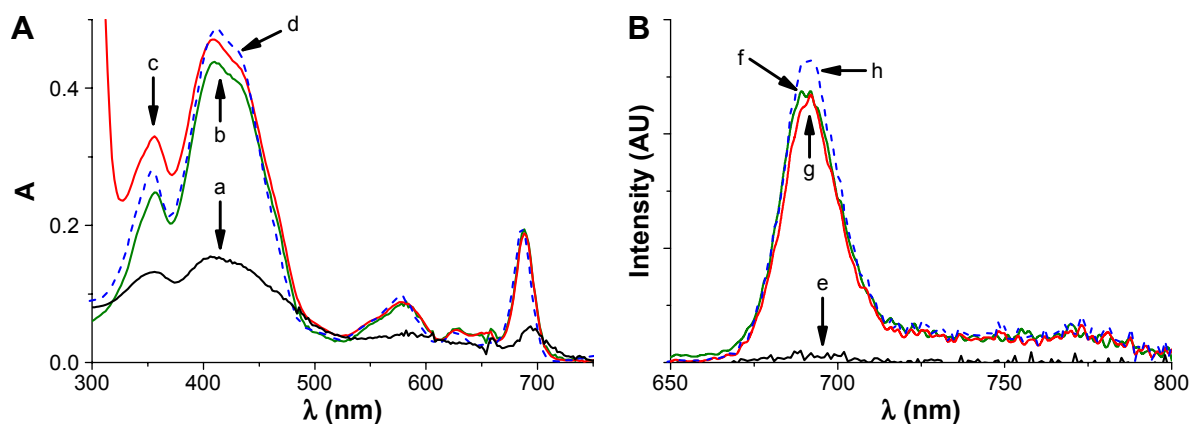 A
A
0.4
0.2
0.0
300
400
500
600
700
λ (nm)
a
b
c
d
B
Intensity (AU)
650
700
750
800
λ (nm)
e
f
g
h